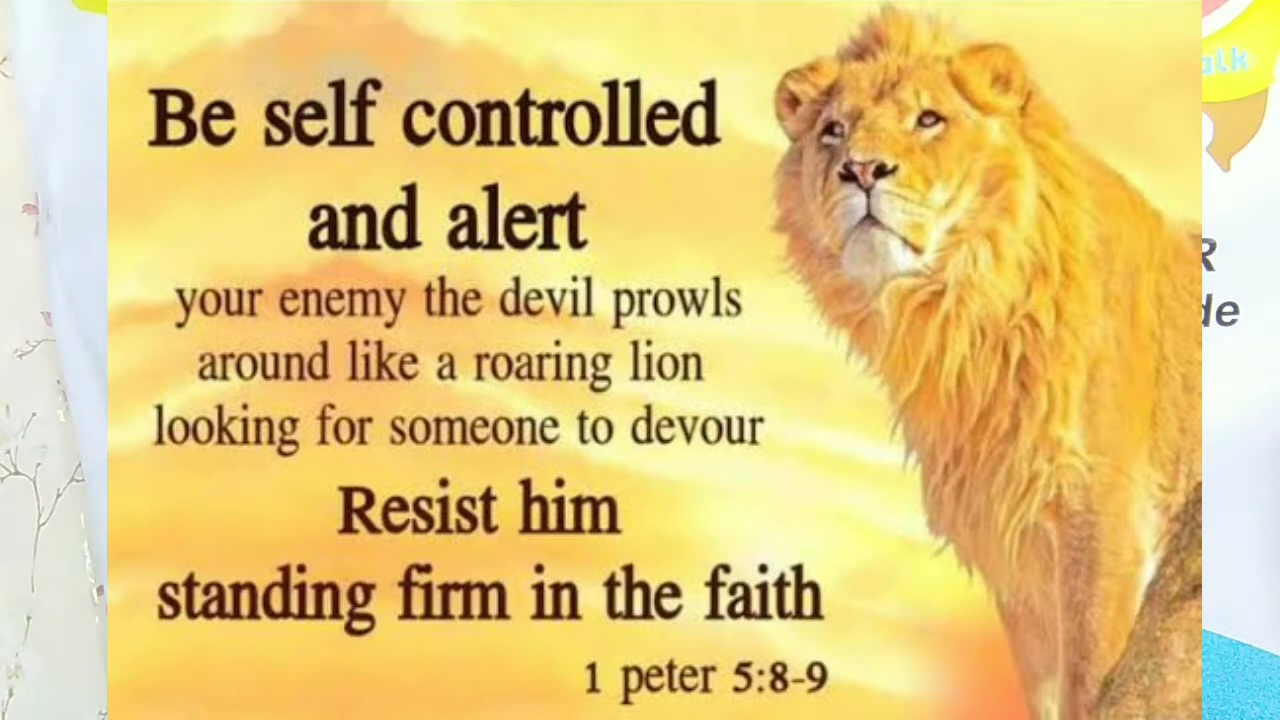 Be self controlled
and alert
your enemy the devil prowls
around like a roaring lion
looking for someone to devour
Resist him
standing firm in the faith
1 peter 5:8-9